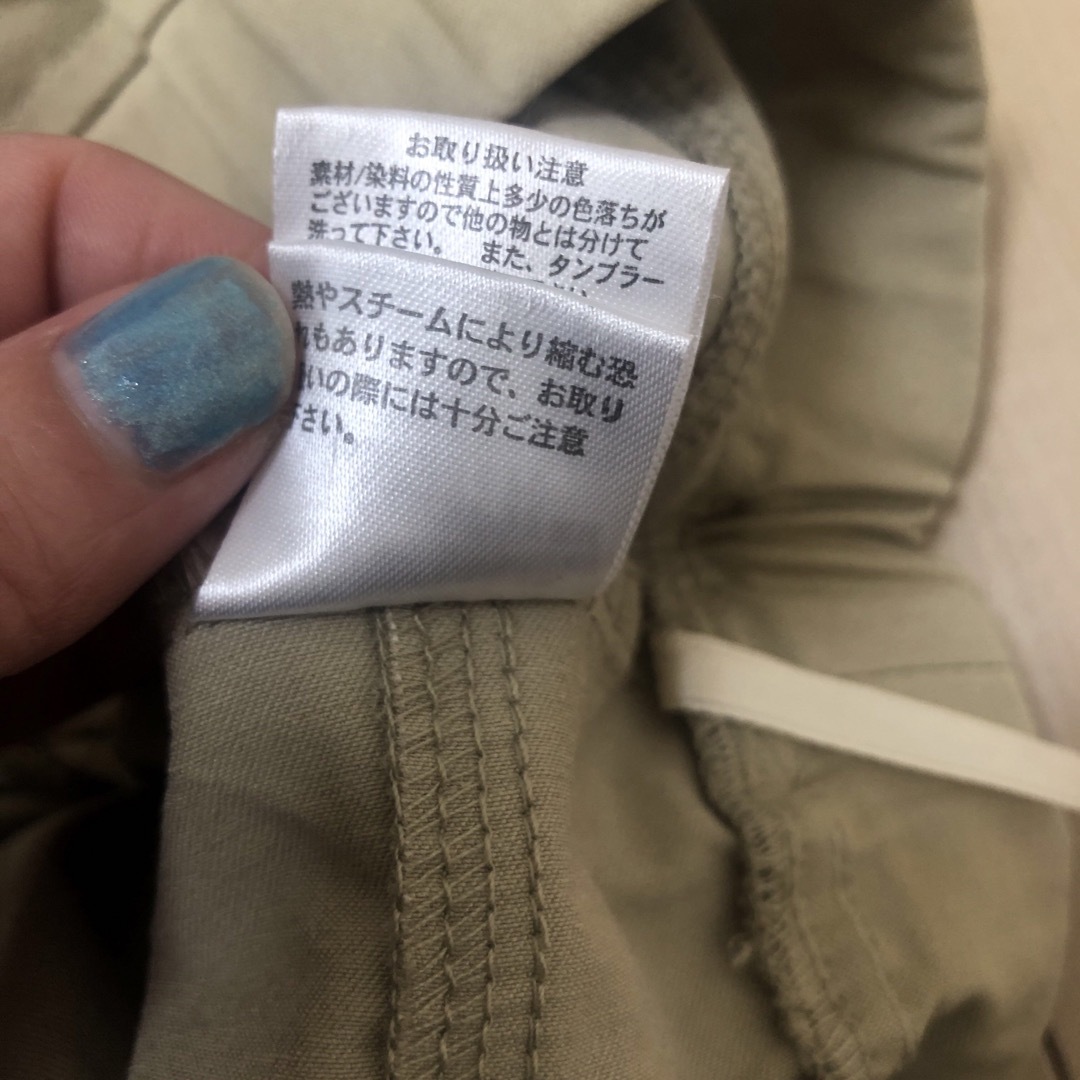 お取り扱い注意
素材/染料の性質上多少の色落ちが
ございますので他の物とは分けて
洗って下さい。 また、タンブラー
熱やスチームにより縮む恐
れもありますので、お取り
扱いの際には十分ご注意
下さい。